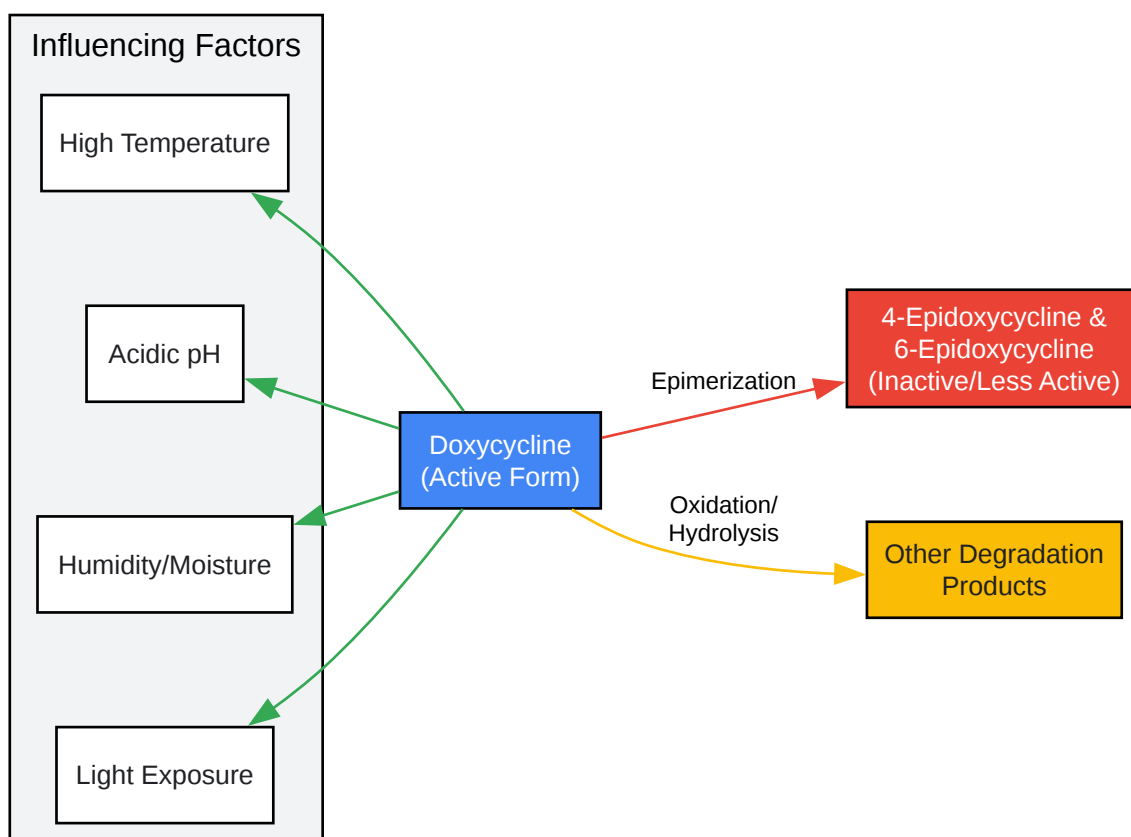 Influencing Factors
High Temperature
Acidic pH
Humidity/Moisture
Light Exposure
Doxycycline
(Active Form)
Epimerization
Oxidation/
Hydrolysis
4-Epidoxycycline &
6-Epidoxycycline
(Inactive/Less Active)
Other Degradation
Products